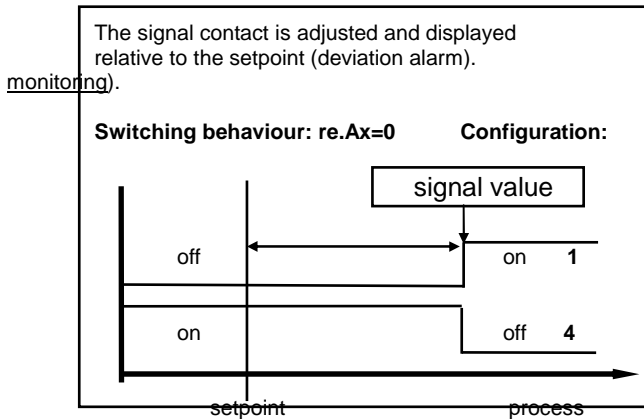 The signal contact is adjusted and displayed
relative to the setpoint (deviation alarm).
monitoring).
Switching behaviour: re.Ax=0 Configuration:
signal value
off on 1
on off 4
setpoint process